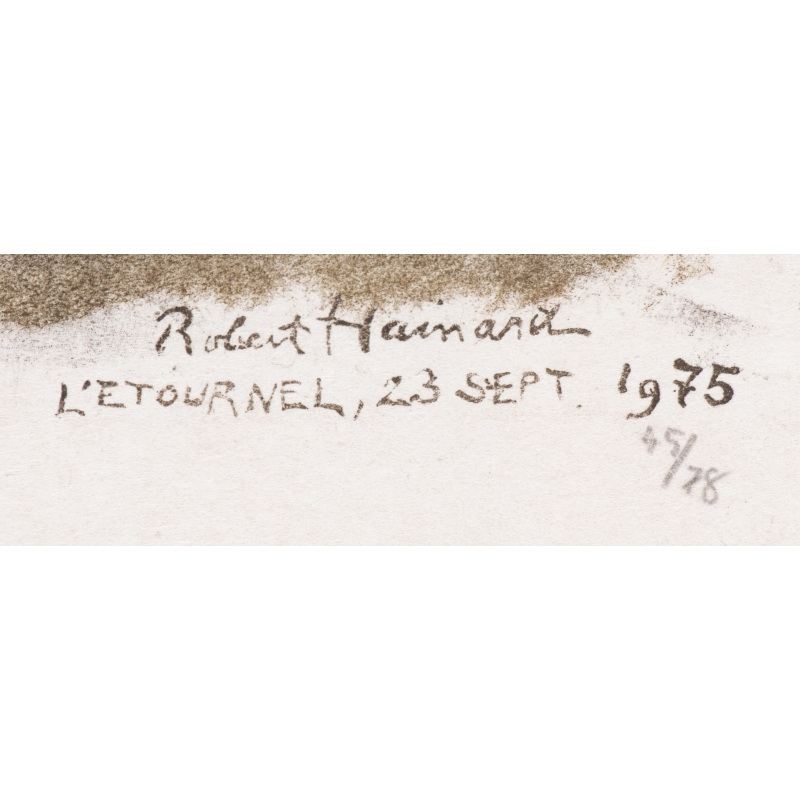 Robert Hainard
L'ETOURNEL, 23 SEPT. 1975
45/78